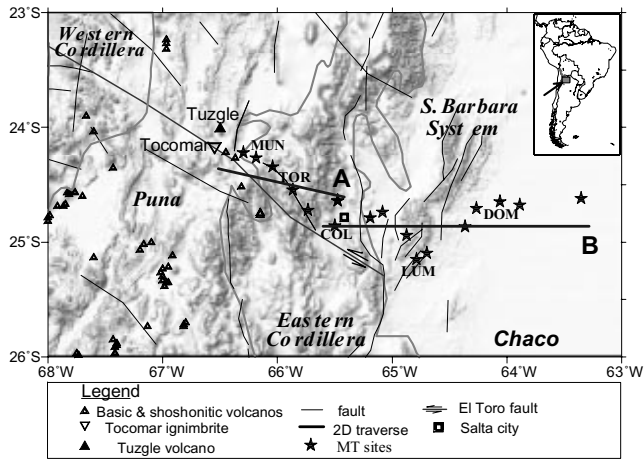 23°S
24°S
25°S
26°S
68°W
67°W
66°W
65°W
64°W
63°W
Western
Cordillera
Tuzgle
Tocomar
MUN
TOR
A
S. Barbara
System
Puna
DOM
COL
B
LUM
Eastern
Cordillera
Chaco
Legend
Basic & shoshonitic volcanos
fault
El Toro fault
Tocomar ignimbrite
2D traverse
Salta city
Tuzgle volcano
MT sites